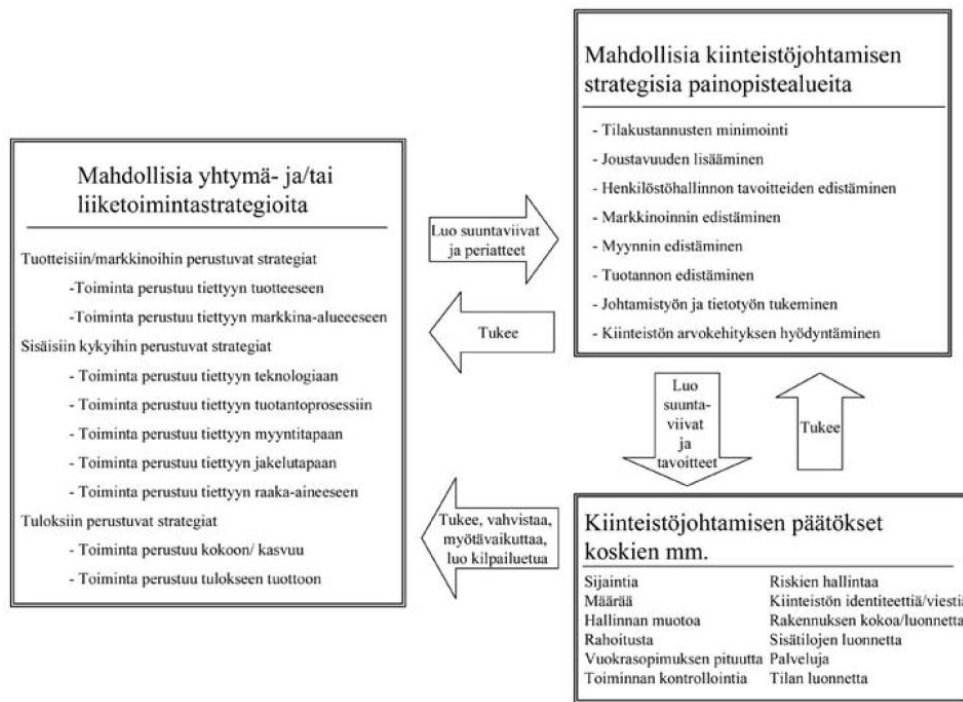 Mahdollisia yhtymä- ja/tai
liiketoimintastrategioita
Tuotteisiin/markkinoihin perustuvat strategiat
-Toiminta perustuu tiettyyn tuotteeseen
-Toiminta perustuu tiettyyn markkina-alueeeseen
Sisäisiin kykyihin perustuvat strategiat
- Toiminta perustuu tiettyyn teknologiaan
- Toiminta perustuu tiettyyn tuotantoprosessiin
- Toiminta perustuu tiettyyn myyntitapaan
- Toiminta perustuu tiettyyn jakelutapaan
- Toiminta perustuu tiettyyn raaka-aineeseen
Tuloksiin perustuvat strategiat
- Toiminta perustuu kokoon/ kasvuu
- Toiminta perustuu tulokseen tuottoon
Luo suuntaviivat
ja periatteet
Tukee
Tukee, vahvistaa,
myötävaikuttaa,
luo kilpailuetua
Mahdollisia kiinteistöjohtamisen
strategisia painopistealueita
- Tilakustannusten minimointi
- Joustavuuden lisääminen
- Henkilöstöhallinnon tavoitteiden edistäminen
- Markkinoinnin edistäminen
- Myynnin edistäminen
- Tuotannon edistäminen
- Johtamistyön ja tietotyön tukeminen
- Kiinteistön arvokehityksen hyödyntäminen
Luo
suunta-
viivat
ja
tavoitteet
Tukee
Kiinteistöjohtamisen päätökset
koskien mm.
Sijaintia Riskien hallintaa
Määrää Kiinteistön identiteettiä/viestiä
Hallinnan muotoa Rakennuksen kokoa/luonnetta
Rahoitusta Sisätilojen luonnetta
Vuokrasopimuksen pituutta Palveluja
Toiminnan kontrollointia Tilan luonnetta